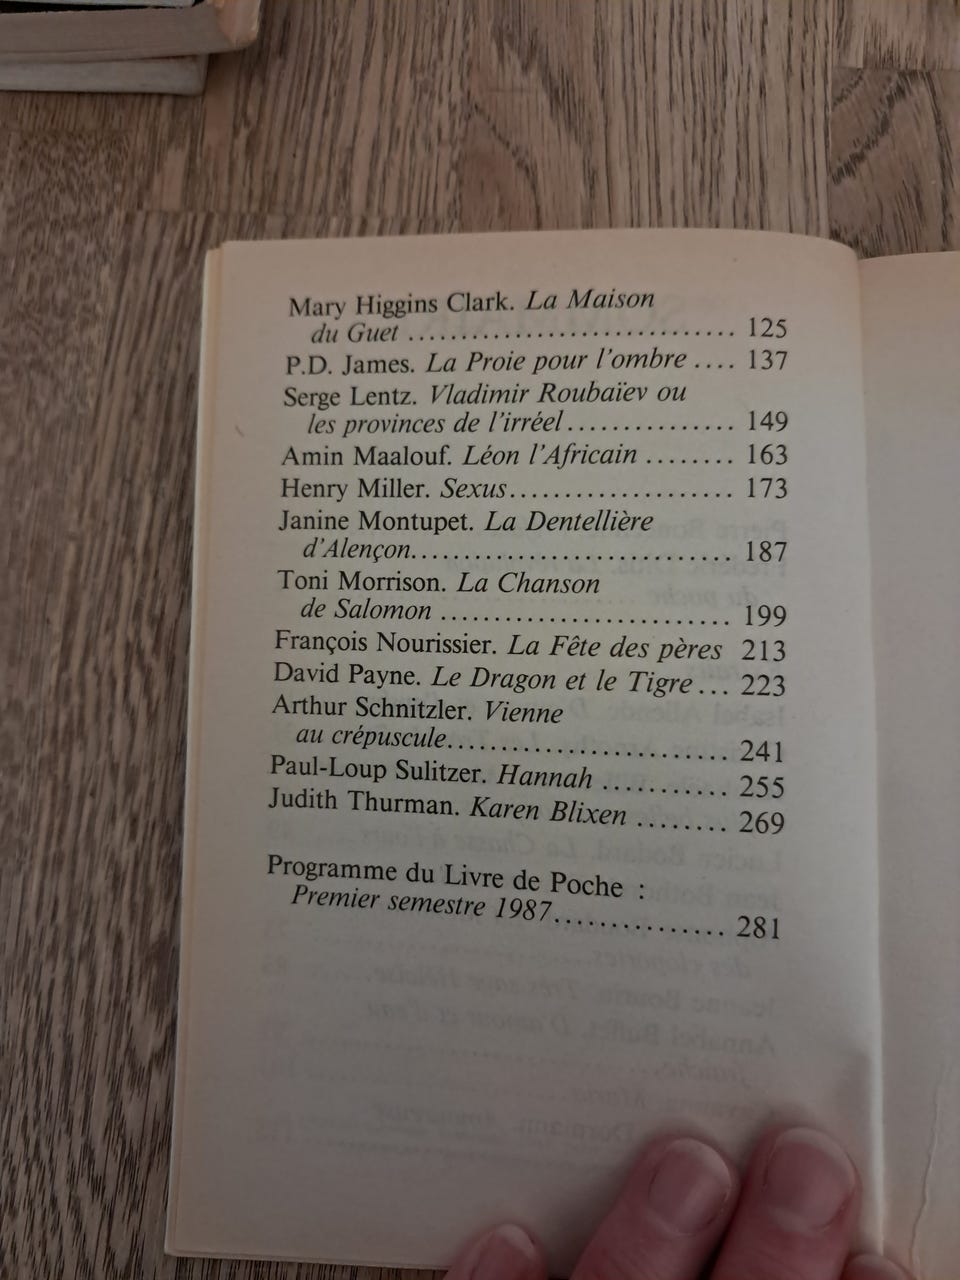 Mary Higgins Clark. La Maison
du Guet .............................. 125
P.D. James. La Proie pour l'ombre .... 137
Serge Lentz. Vladimir Roubaïev ou
les provinces de l'irréel............... 149
Amin Maalouf. Léon l'Africain ........ 163
Henry Miller. Sexus.................... 173
Janine Montupet. La Dentellière
d'Alençon............................. 187
Toni Morrison. La Chanson
de Salomon .......................... 199
François Nourissier. La Fête des pères 213
David Payne. Le Dragon et le Tigre... 223
Arthur Schnitzler. Vienne
au crépuscule......................... 241
Paul-Loup Sulitzer. Hannah ........... 255
Judith Thurman. Karen Blixen ........ 269
Programme du Livre de Poche :
Premier semestre 1987............... 281